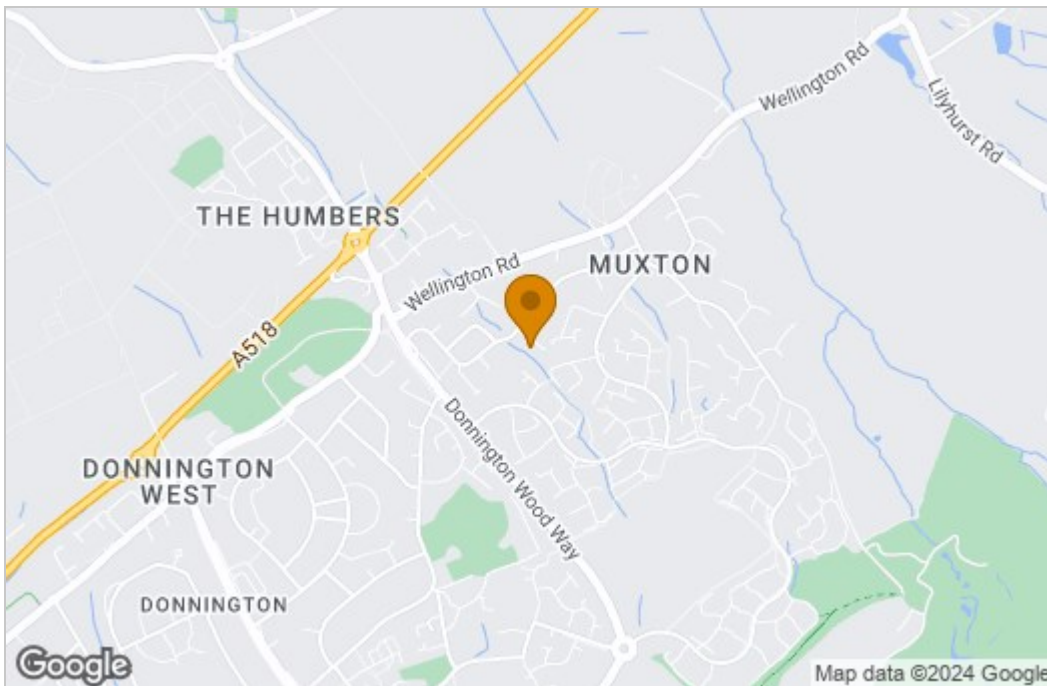 Wellington Rd
Lilyhurst Rd
THE HUMBERS
Wellington Rd
MUXTON
A518
Donnington Wood Way
DONNINGTON
WEST
DONNINGTON
Google
Map data ©2024 Google